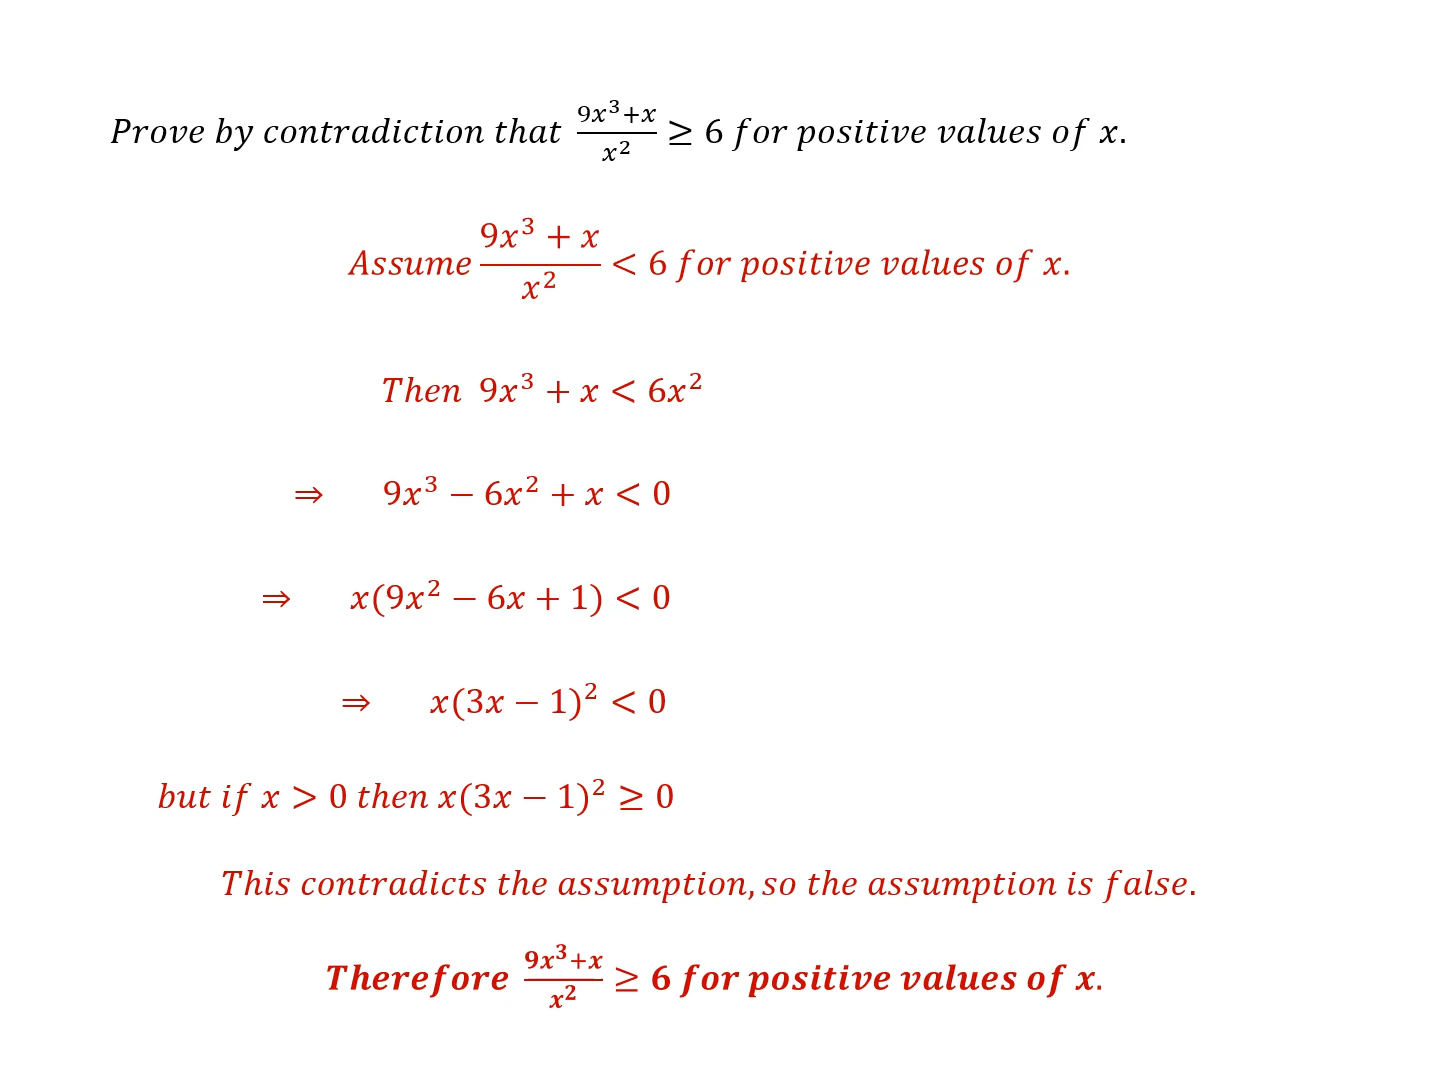 Prove by contradiction that (9x³+x)/x² ≥ 6 for positive values of x.
Assume (9x³ + x)/x² < 6 for positive values of x.
Then 9x³ + x < 6x²
⇒ 9x³ − 6x² + x < 0
⇒ x(9x² − 6x + 1) < 0
⇒ x(3x − 1)² < 0
but if x > 0 then x(3x − 1)² ≥ 0
This contradicts the assumption, so the assumption is false.
Therefore (9x³+x)/x² ≥ 6 for positive values of x.